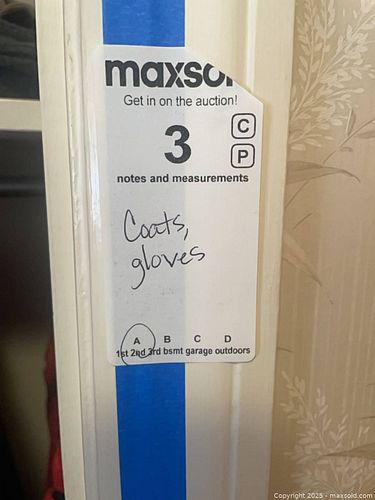 maxsol
Get in on the auction!
C
3
P
notes and measurements
Coats,
gloves
A B C D
1st 2nd 3rd bsmt garage outdoors
Copyright 2025 - maxsold.com